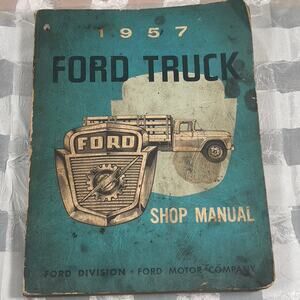 1957
FORD TRUCK
FORD
SHOP MANUAL
FORD DIVISION • FORD MOTOR COMPANY